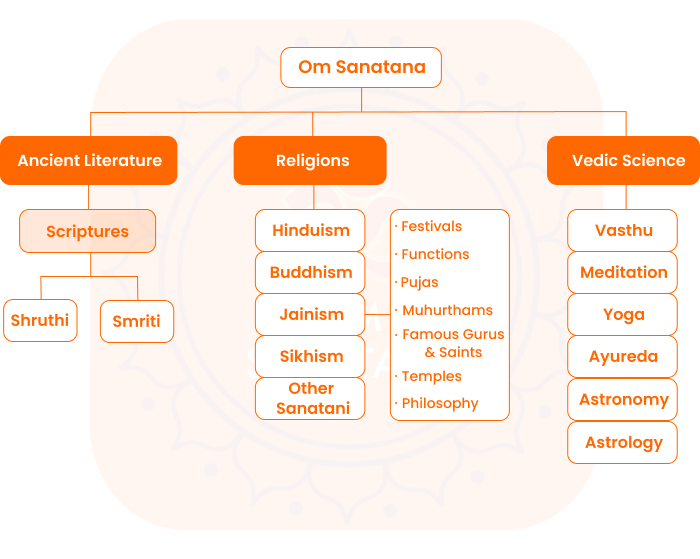 Om Sanatana
Ancient Literature
Religions
Vedic Science
Scriptures
Shruthi
Smriti
Hinduism
Buddhism
Jainism
Sikhism
Other
Sanatani
· Festivals
· Functions
· Pujas
· Muhurthams
· Famous Gurus
& Saints
· Temples
· Philosophy
Vasthu
Meditation
Yoga
Ayureda
Astronomy
Astrology